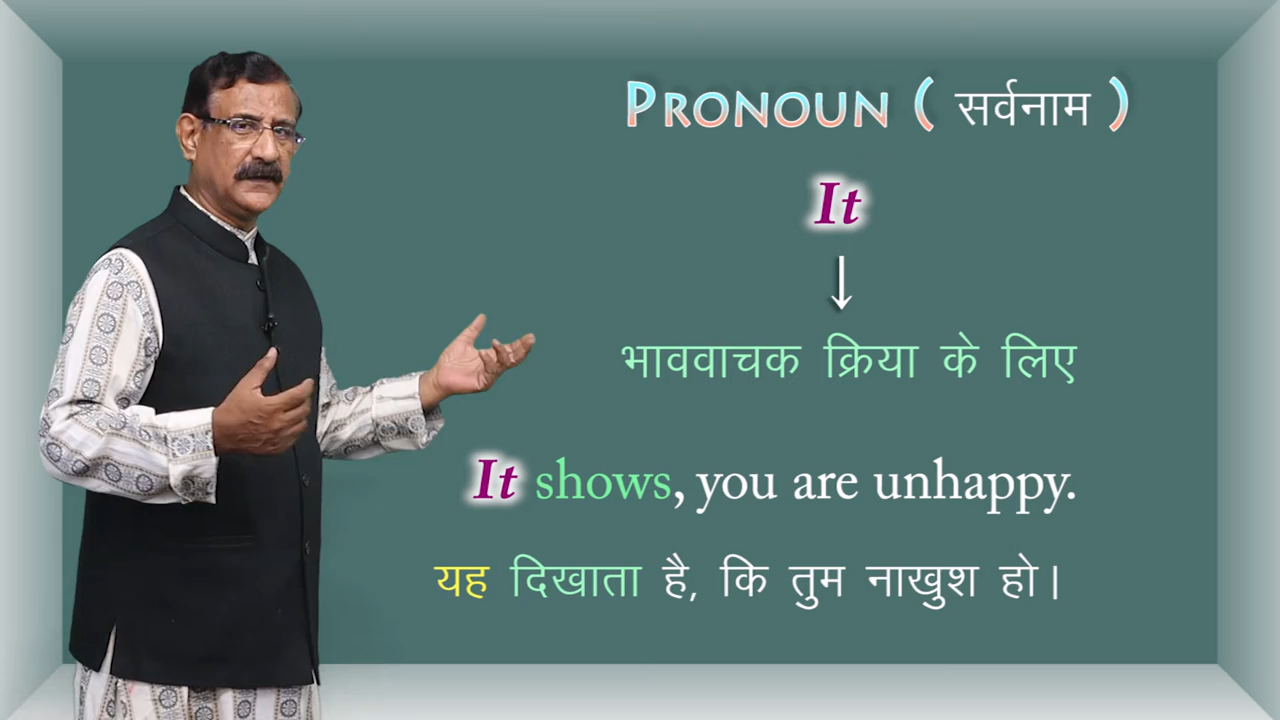 PRONOUN ( सर्वनाम )
It
↓
भाववाचक क्रिया के लिए
It shows, you are unhappy.
यह दिखाता है, कि तुम नाखुश हो।